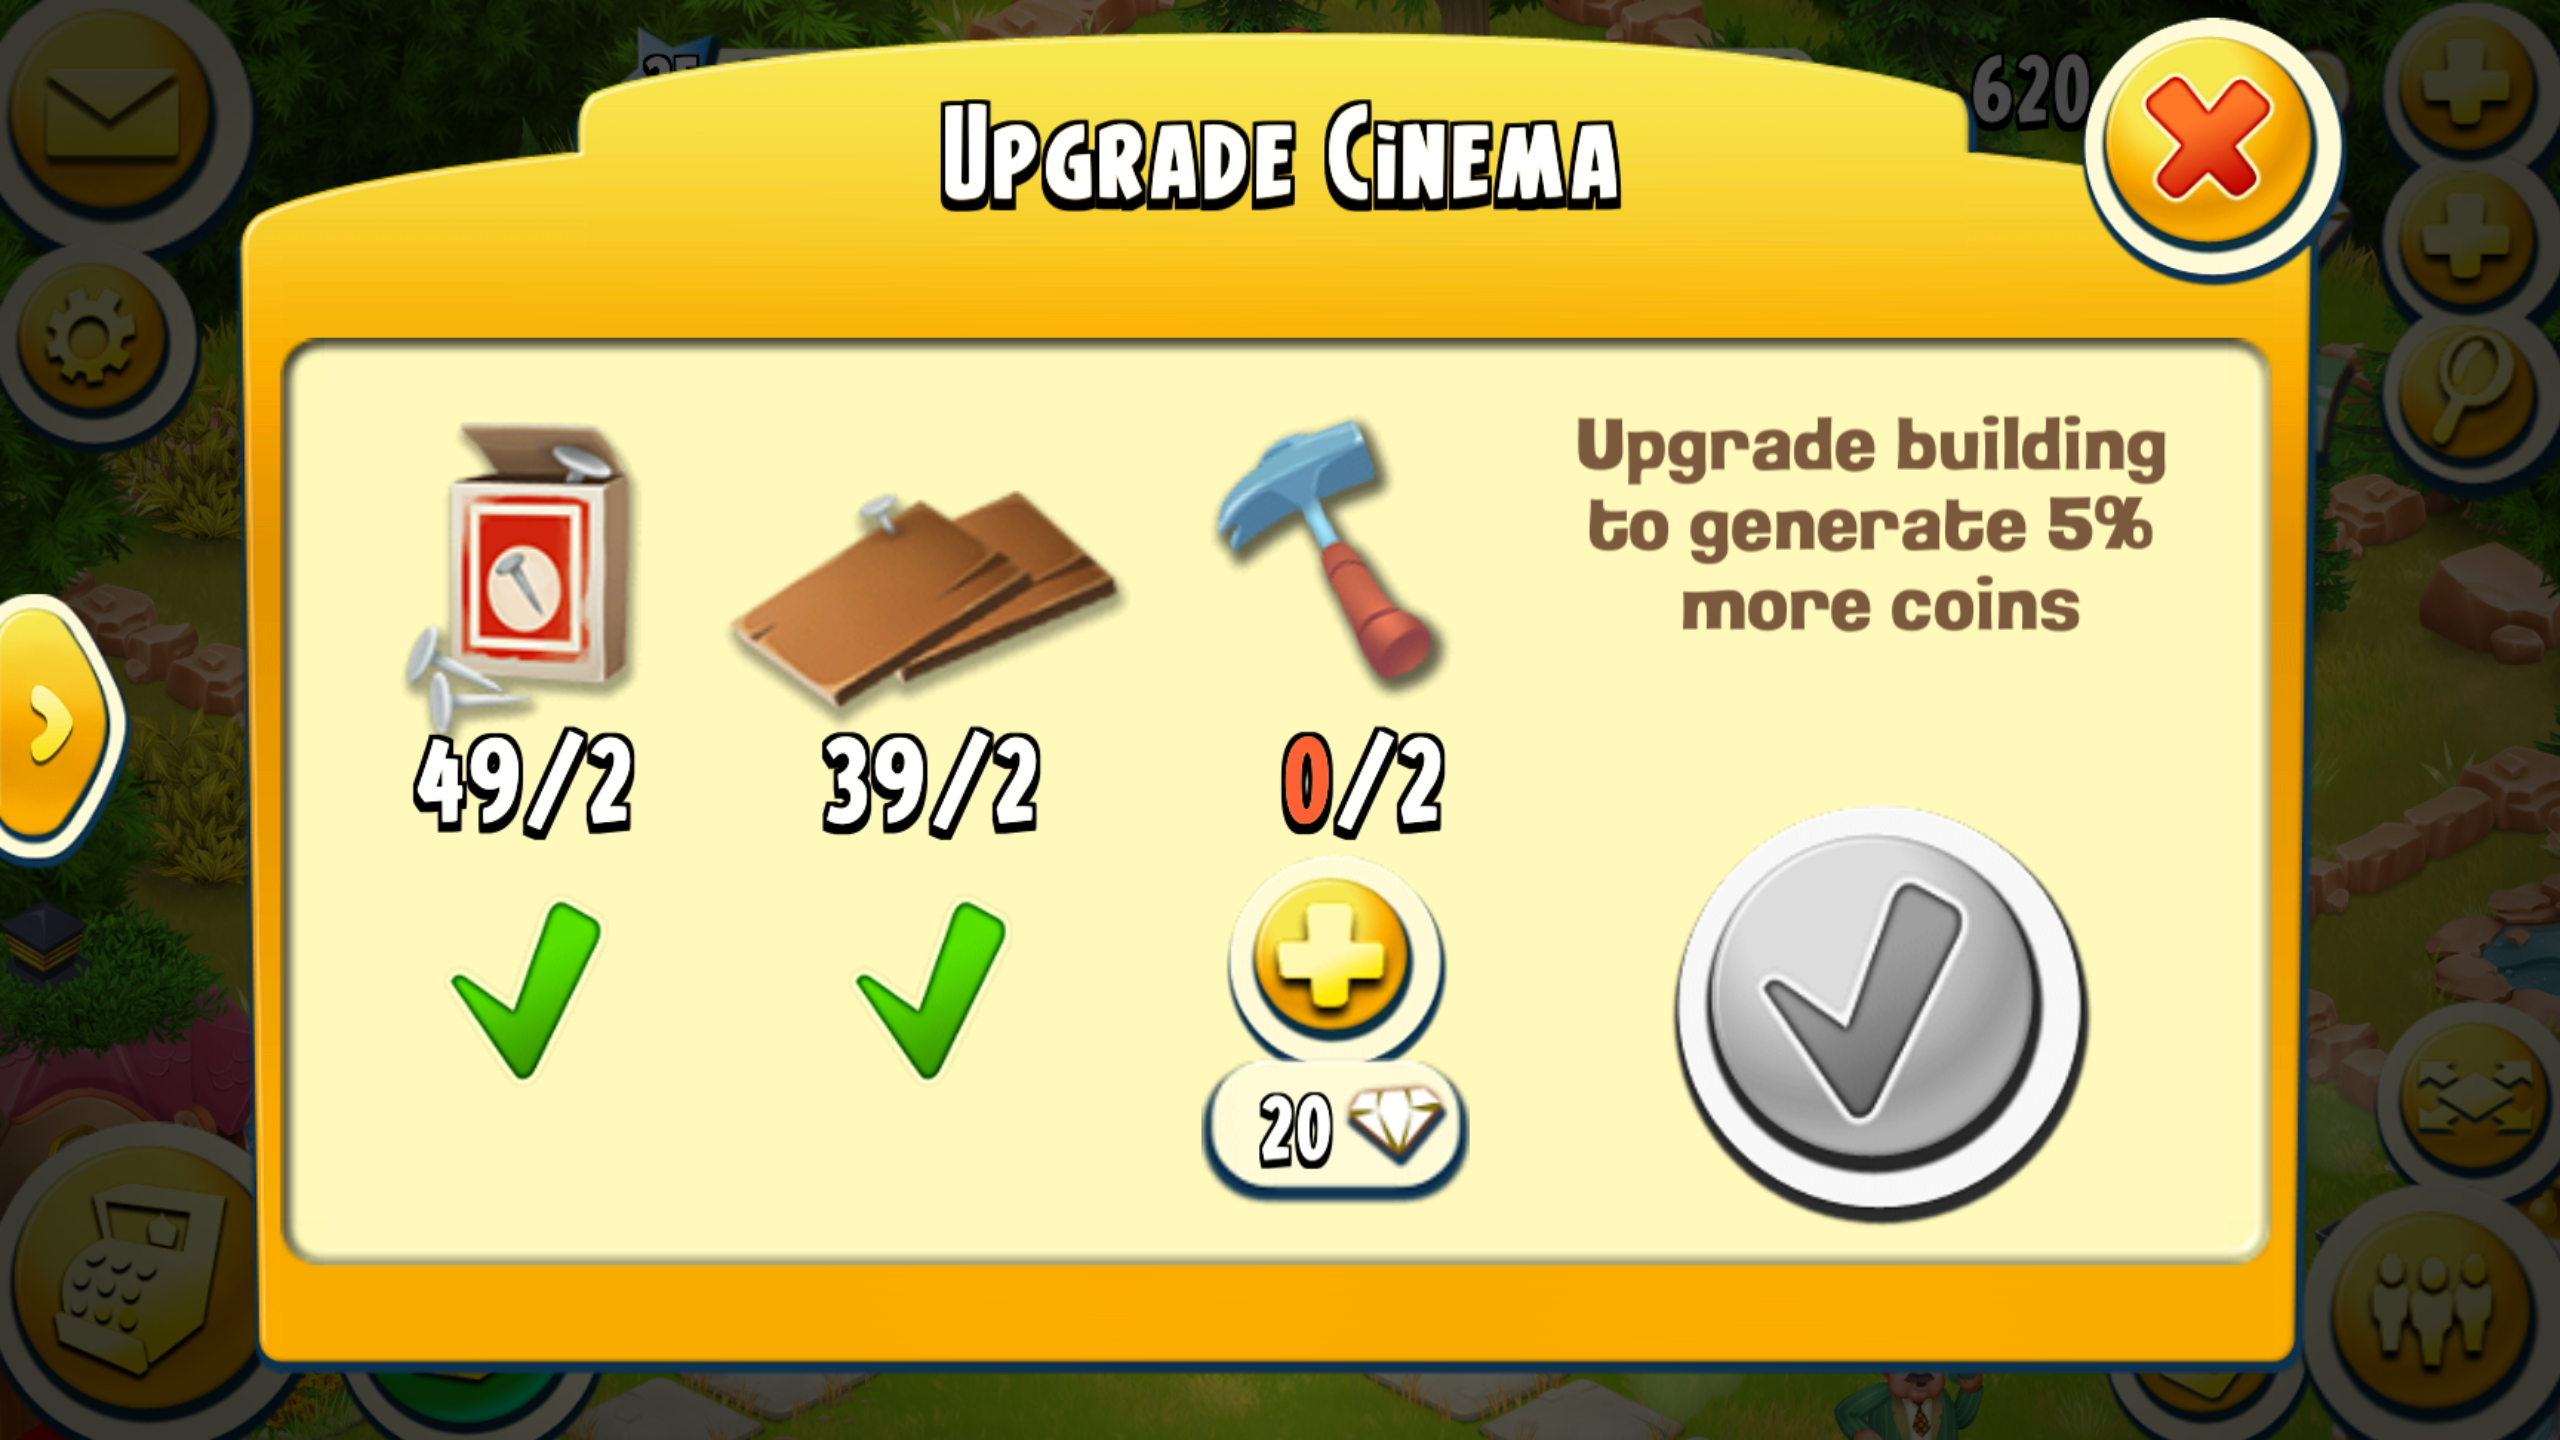 620
UPGRADE CiNEMA
Upgrade building
to generate 5%
more coins
49/2
39/2
0/2
20